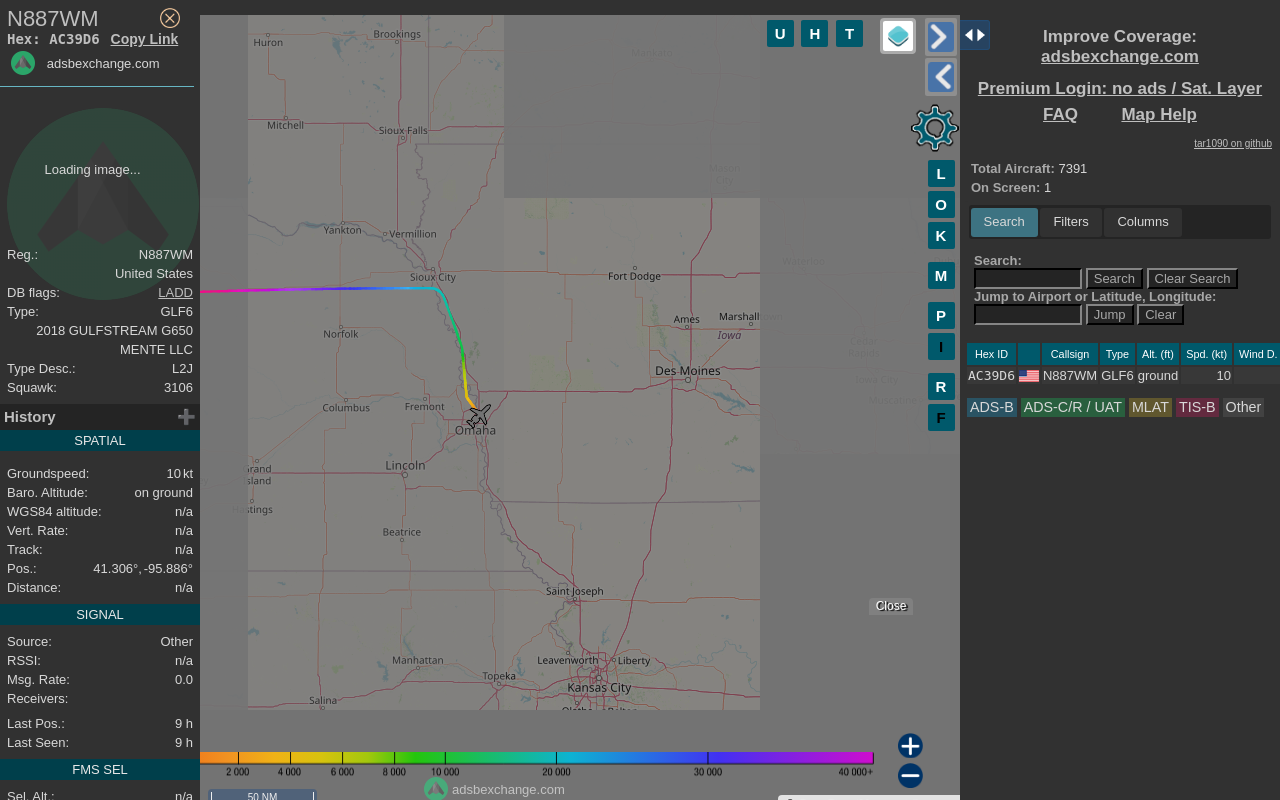 N887WM
Hex: AC39D6 Copy Link
adsbexchange.com
Loading image...
Reg.: N887WM
United States
DB flags: LADD
Type: GLF6
2018 GULFSTREAM G650
MENTE LLC
Type Desc.: L2J
Squawk: 3106
History
SPATIAL
Groundspeed: 10 kt
Baro. Altitude: on ground
WGS84 altitude: n/a
Vert. Rate: n/a
Track: n/a
Pos.: 41.306°, -95.886°
Distance: n/a
SIGNAL
Source: Other
RSSI: n/a
Msg. Rate: 0.0
Receivers:
Last Pos.: 9 h
Last Seen: 9 h
FMS SEL
Sel. Alt.: n/a
Huron
Brookings
Mitchell
Sioux Falls
Yankton
Vermillion
Sioux City
Fort Dodge
Norfolk
Ames
Iowa
Des Moines
Columbus
Fremont
Omaha
Lincoln
Beatrice
Saint Joseph
Manhattan
Leavenworth
Liberty
Topeka
Kansas City
Salina
U H T
L
O
K
M
P
I
R
F
Close
2 000 4 000 6 000 8 000 10 000 20 000 30 000 40 000+
adsbexchange.com
50 NM
Improve Coverage:
adsbexchange.com
Premium Login: no ads / Sat. Layer
FAQ Map Help
tar1090 on github
Total Aircraft: 7391
On Screen: 1
Search Filters Columns
Search:
Search Clear Search
Jump to Airport or Latitude, Longitude:
Jump Clear
Hex ID Callsign Type Alt. (ft) Spd. (kt) Wind D.
AC39D6 N887WM GLF6 ground 10
ADS-B ADS-C/R / UAT MLAT TIS-B Other